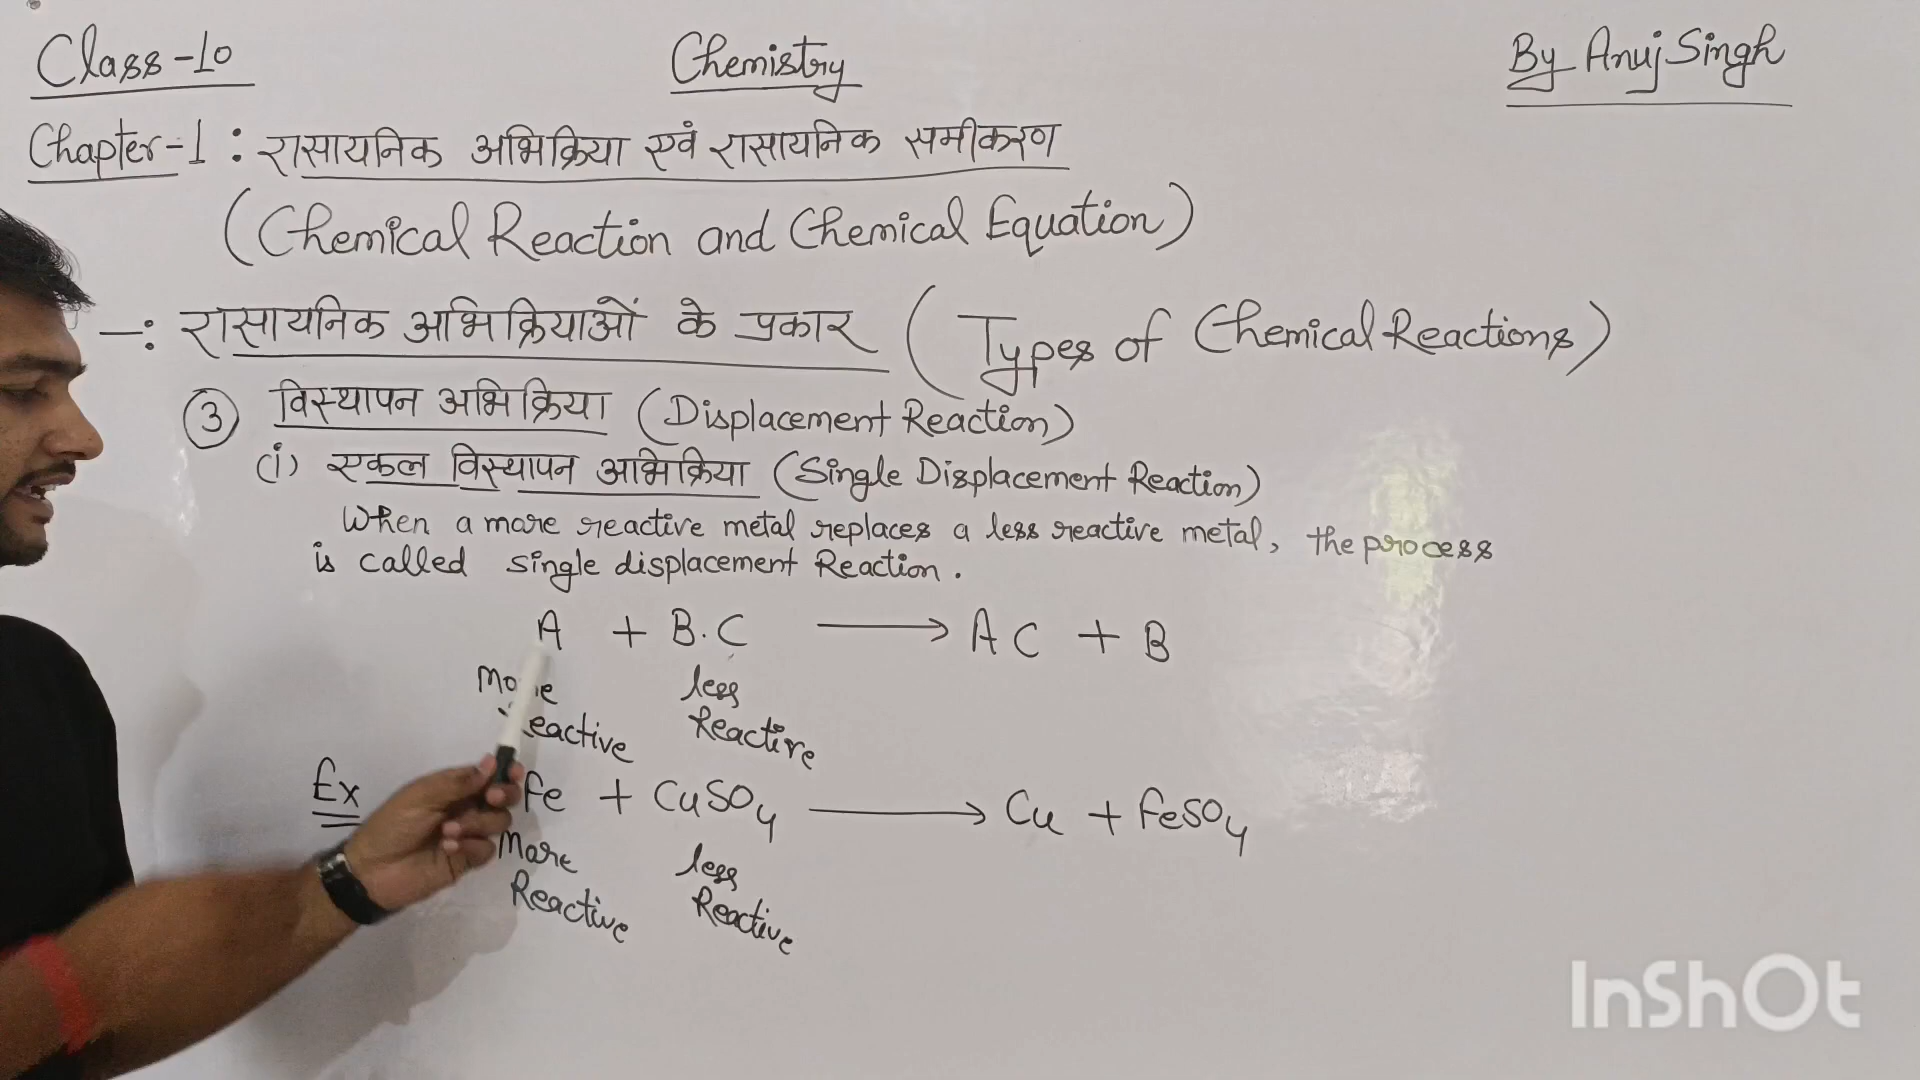 Class-10
Chemistry
By Anuj Singh
Chapter-1 : रासायनिक अभिक्रिया एवं रासायनिक समीकरण
(Chemical Reaction and Chemical Equation)
—: रासायनिक अभिक्रियाओं के प्रकार (Types of Chemical Reactions)
3 विस्थापन अभिक्रिया (Displacement Reaction)
(i) एकल विस्थापन अभिक्रिया (Single Displacement Reaction)
When a more reactive metal replaces a less reactive metal, the process
is called single displacement Reaction.
A + B.C ⟶ AC + B
More less
Reactive Reactive
Ex Fe + CuSO4 ⟶ Cu + FeSO4
More less
Reactive Reactive
InShOt